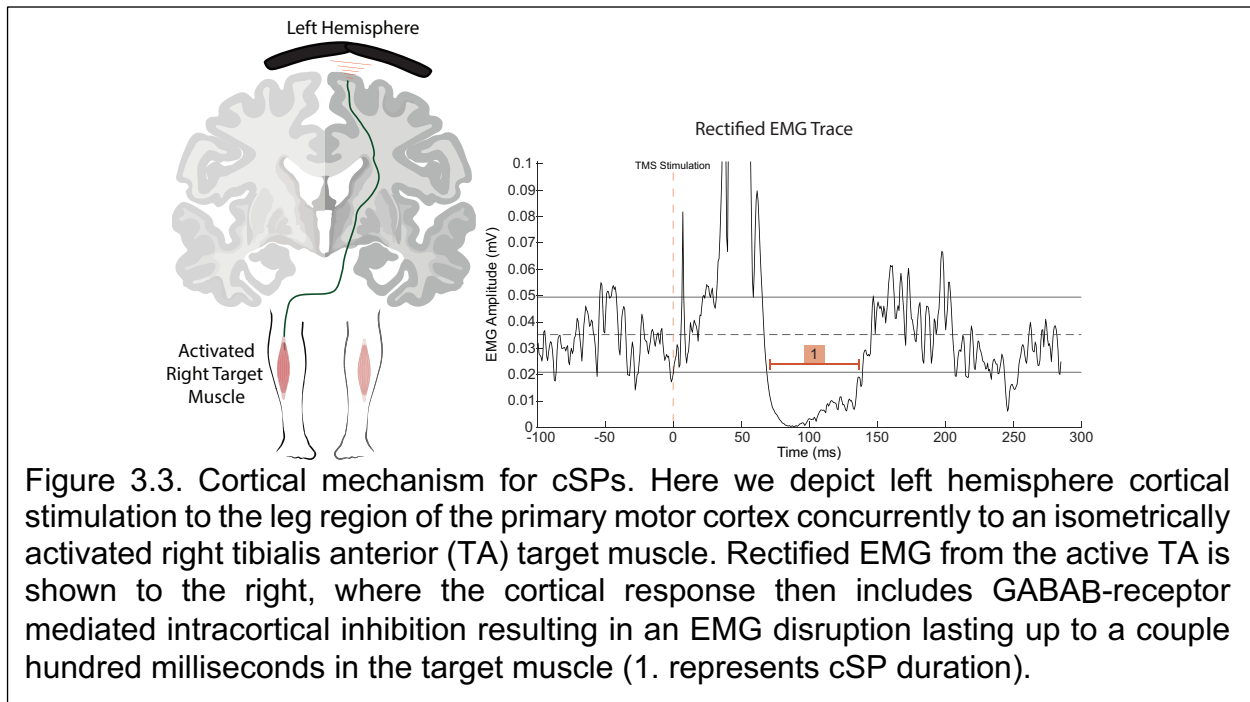 Left Hemisphere
Activated
Right Target
Muscle
Rectified EMG Trace
TMS Stimulation
EMG Amplitude (mV)
0.1
0.09
0.08
0.07
0.06
0.05
0.04
0.03
0.02
0.01
0
1
-100 -50 0 50 100 150 200 250 300
Time (ms)
Figure 3.3. Cortical mechanism for cSPs. Here we depict left hemisphere cortical
stimulation to the leg region of the primary motor cortex concurrently to an isometrically
activated right tibialis anterior (TA) target muscle. Rectified EMG from the active TA is
shown to the right, where the cortical response then includes GABAB-receptor
mediated intracortical inhibition resulting in an EMG disruption lasting up to a couple
hundred milliseconds in the target muscle (1. represents cSP duration).